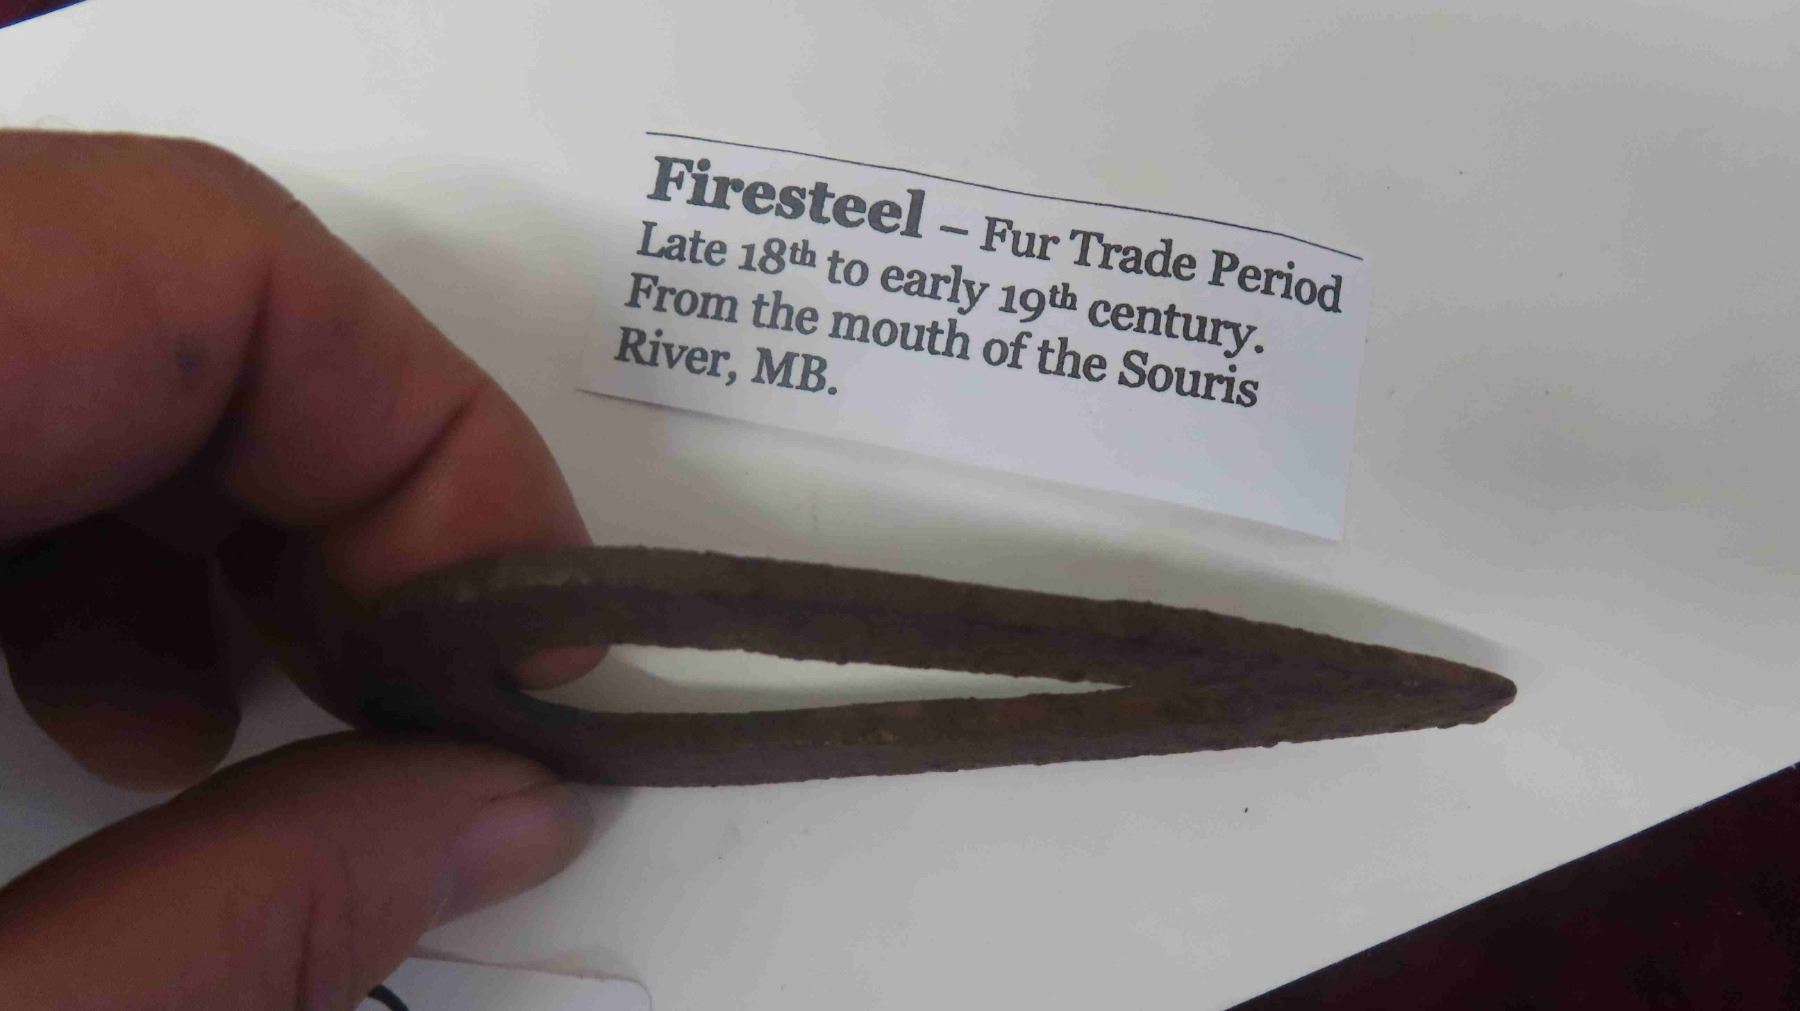 Firesteel – Fur Trade Period
Late 18th to early 19th century.
From the mouth of the Souris
River, MB.